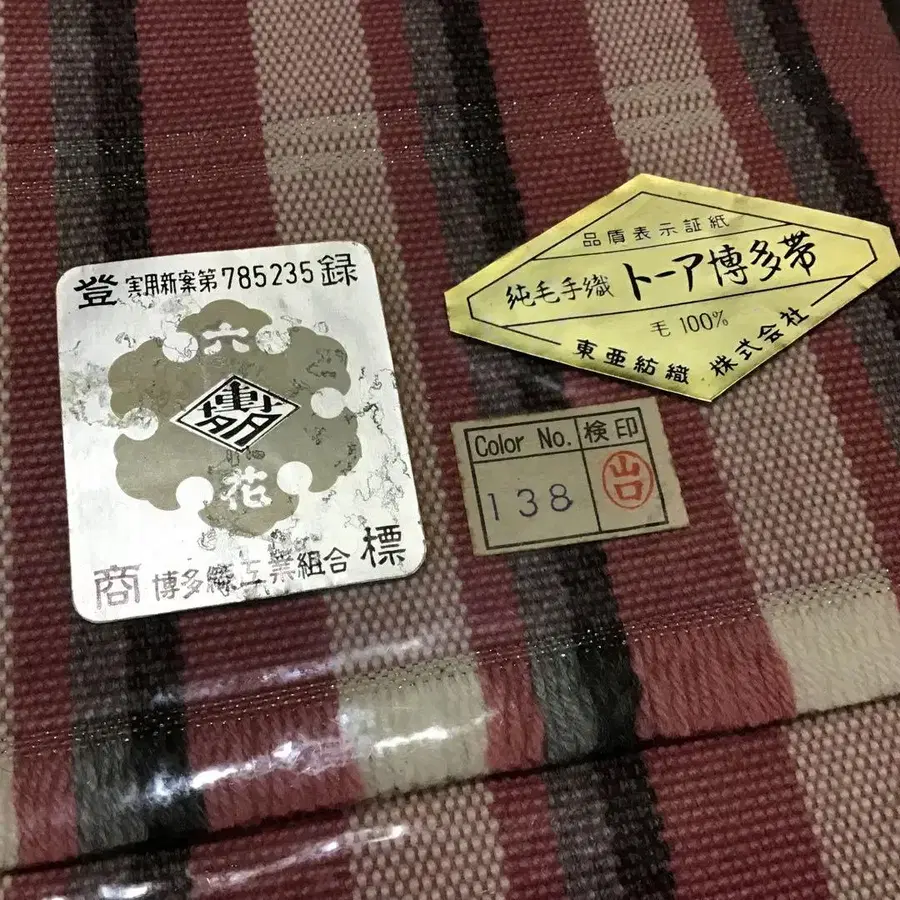 登 実用新案第785235 録
六
博多
花
商 博多織工業組合 標
品質表示証紙
純毛手織 トーア博多帯
毛 100%
東亜紡織 株式会社
Color No. 検印
138 山口